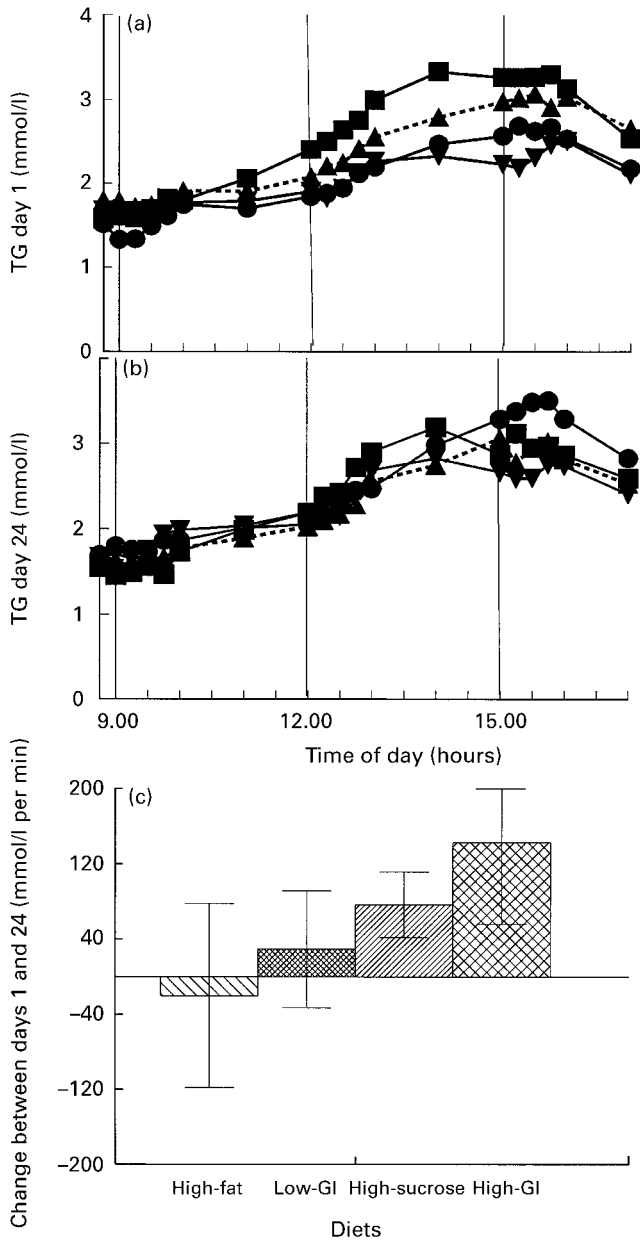 4
(a)
3
2
1
0
TG day 1 (mmol/l)
(b)
3
2
1
0
TG day 24 (mmol/l)
9.00
12.00
15.00
Time of day (hours)
200
(c)
120
40
−40
−120
−200
Change between days 1 and 24 (mmol/l per min)
High-fat
Low-GI
High-sucrose
High-GI
Diets